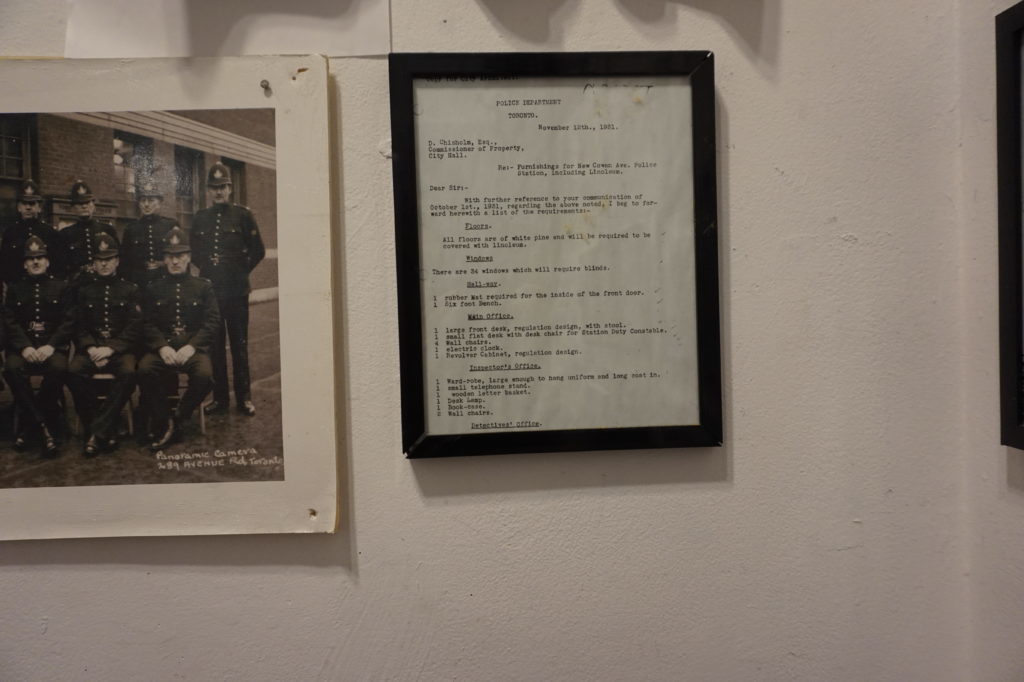 POLICE DEPARTMENT
TORONTO.
November 12th., 1931.
D. Chisholm, Esq.,
Commissioner of Property,
City Hall.
Re:- Furnishings for New Cowan Ave. Police
Station, including Linoleum.
Dear Sir:-
With further reference to your communication of
October 1st., 1931, regarding the above noted, I beg to for-
ward herewith a list of the requirements:-
Floors.
All floors are of white pine and will be required to be
covered with linoleum.
Windows
There are 34 windows which will require blinds.
Hall-way.
1 rubber Mat required for the inside of the front door.
1 Six foot Bench.
Main Office.
1 large front desk, regulation design, with stool.
1 small flat desk with desk chair for Station Duty Constable.
4 Wall chairs.
1 electric clock.
1 Revolver Cabinet, regulation design.
Inspector's Office.
1 Ward-robe, large enough to hang uniform and long coat in.
1 small telephone stand.
1 wooden letter basket.
1 Desk Lamp.
1 Book-case.
2 Wall chairs.
Detectives' Office.
Panoramic Camera
289 AVENUE Rd. Toronto